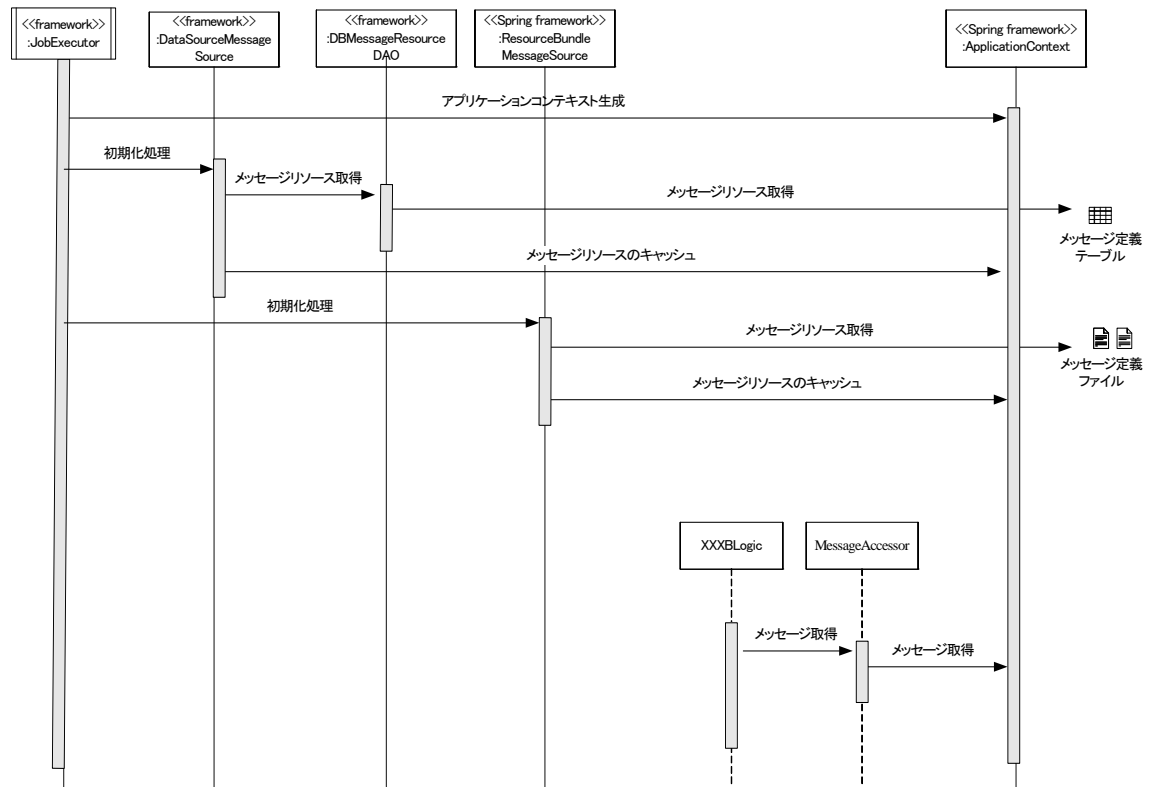 <<framework>>
:JobExecutor
<<framework>>
:DataSourceMessage
Source
<<framework>>
:DBMessageResource
DAO
<<Spring framework>>
:ResourceBundle
MessageSource
<<Spring framework>>
:ApplicationContext
アプリケーションコンテキスト生成
初期化処理
メッセージリソース取得
メッセージリソース取得
メッセージ定義
テーブル
メッセージリソースのキャッシュ
初期化処理
メッセージリソース取得
メッセージ定義
ファイル
メッセージリソースのキャッシュ
XXXBLogic
MessageAccessor
メッセージ取得
メッセージ取得